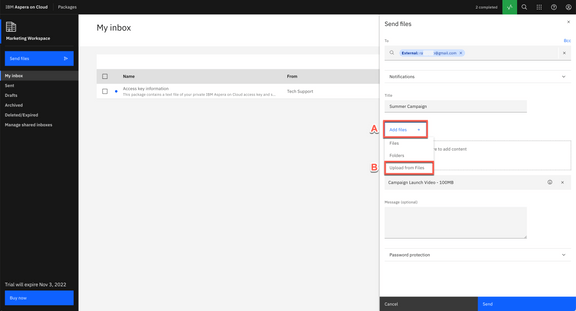 IBM Aspera on Cloud
Packages
2 completed
Marketing Workspace
Send files
My inbox
Sent
Drafts
Archived
Deleted/Expired
Manage shared inboxes
Trial will expire Nov 3, 2022
Buy now
My inbox
Name
From
Access key information
This package contains a text file of your private IBM Aspera access key and s...
Tech Support
Send files
To
Bcc
External:
@gmail.com
Notifications
Title
Summer Campaign
A
Add files
Files
Folders
B
Upload from Files
e to add content
Campaign Launch Video - 100MB
Message (optional)
Password protection
Cancel
Send